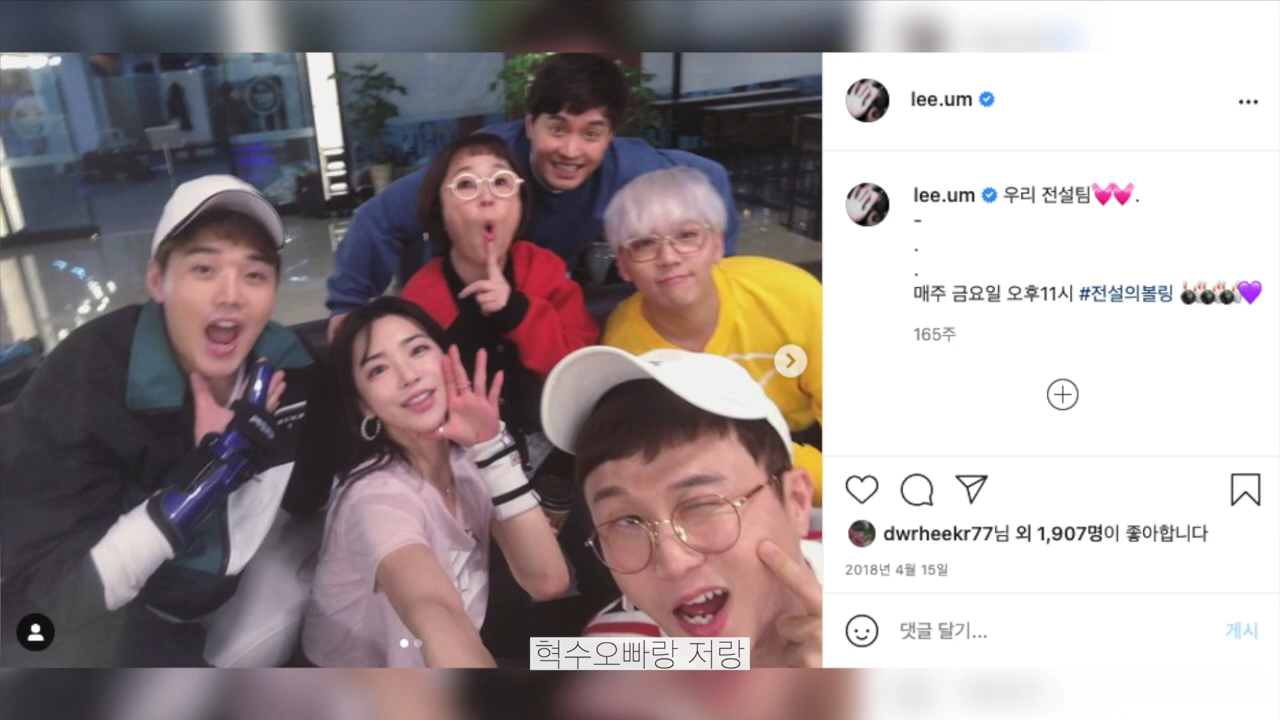 lee.um
lee.um 우리 전설팀💓💓.
-
.
.
매주 금요일 오후11시 #전설의볼링 🎳🎳🎳💜
165주
dwrheekr77님 외 1,907명이 좋아합니다
2018년 4월 15일
댓글 달기...
게시
혁수오빠랑 저랑